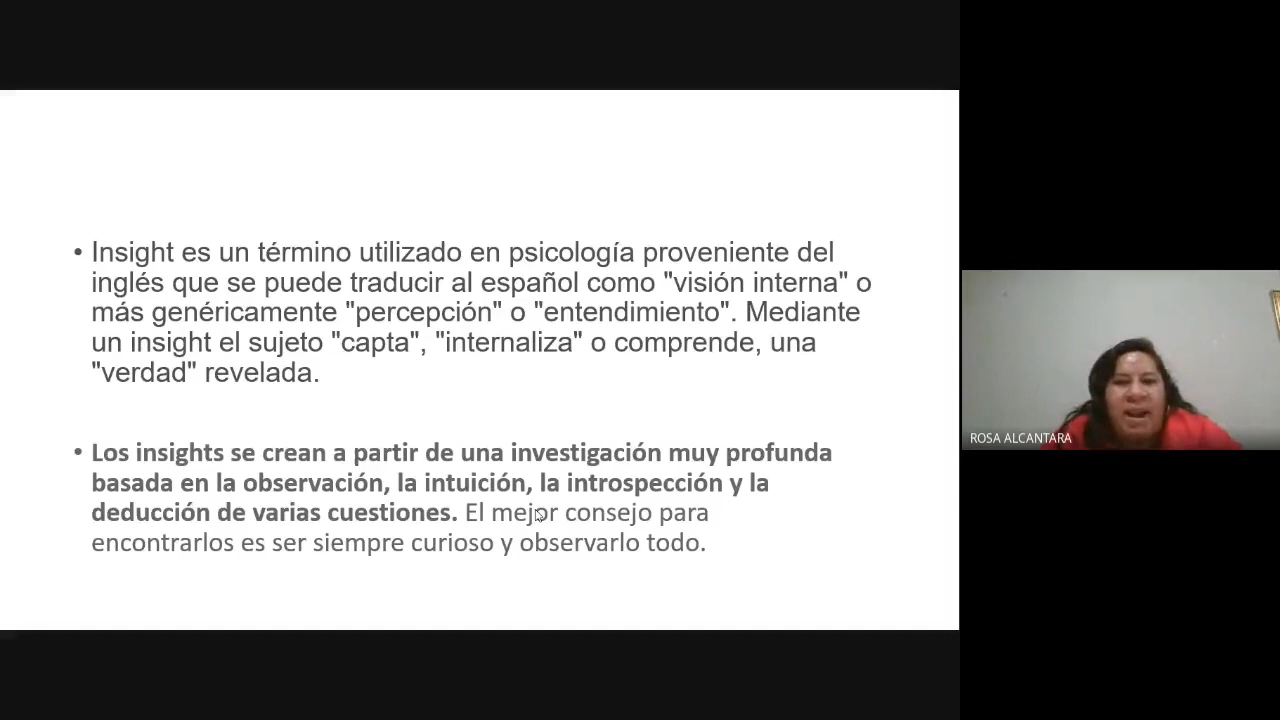 • Insight es un término utilizado en psicología proveniente del
inglés que se puede traducir al español como "visión interna" o
más genéricamente "percepción" o "entendimiento". Mediante
un insight el sujeto "capta", "internaliza" o comprende, una
"verdad" revelada.
• Los insights se crean a partir de una investigación muy profunda
basada en la observación, la intuición, la introspección y la
deducción de varias cuestiones. El mejor consejo para
encontrarlos es ser siempre curioso y observarlo todo.
ROSA ALCANTARA